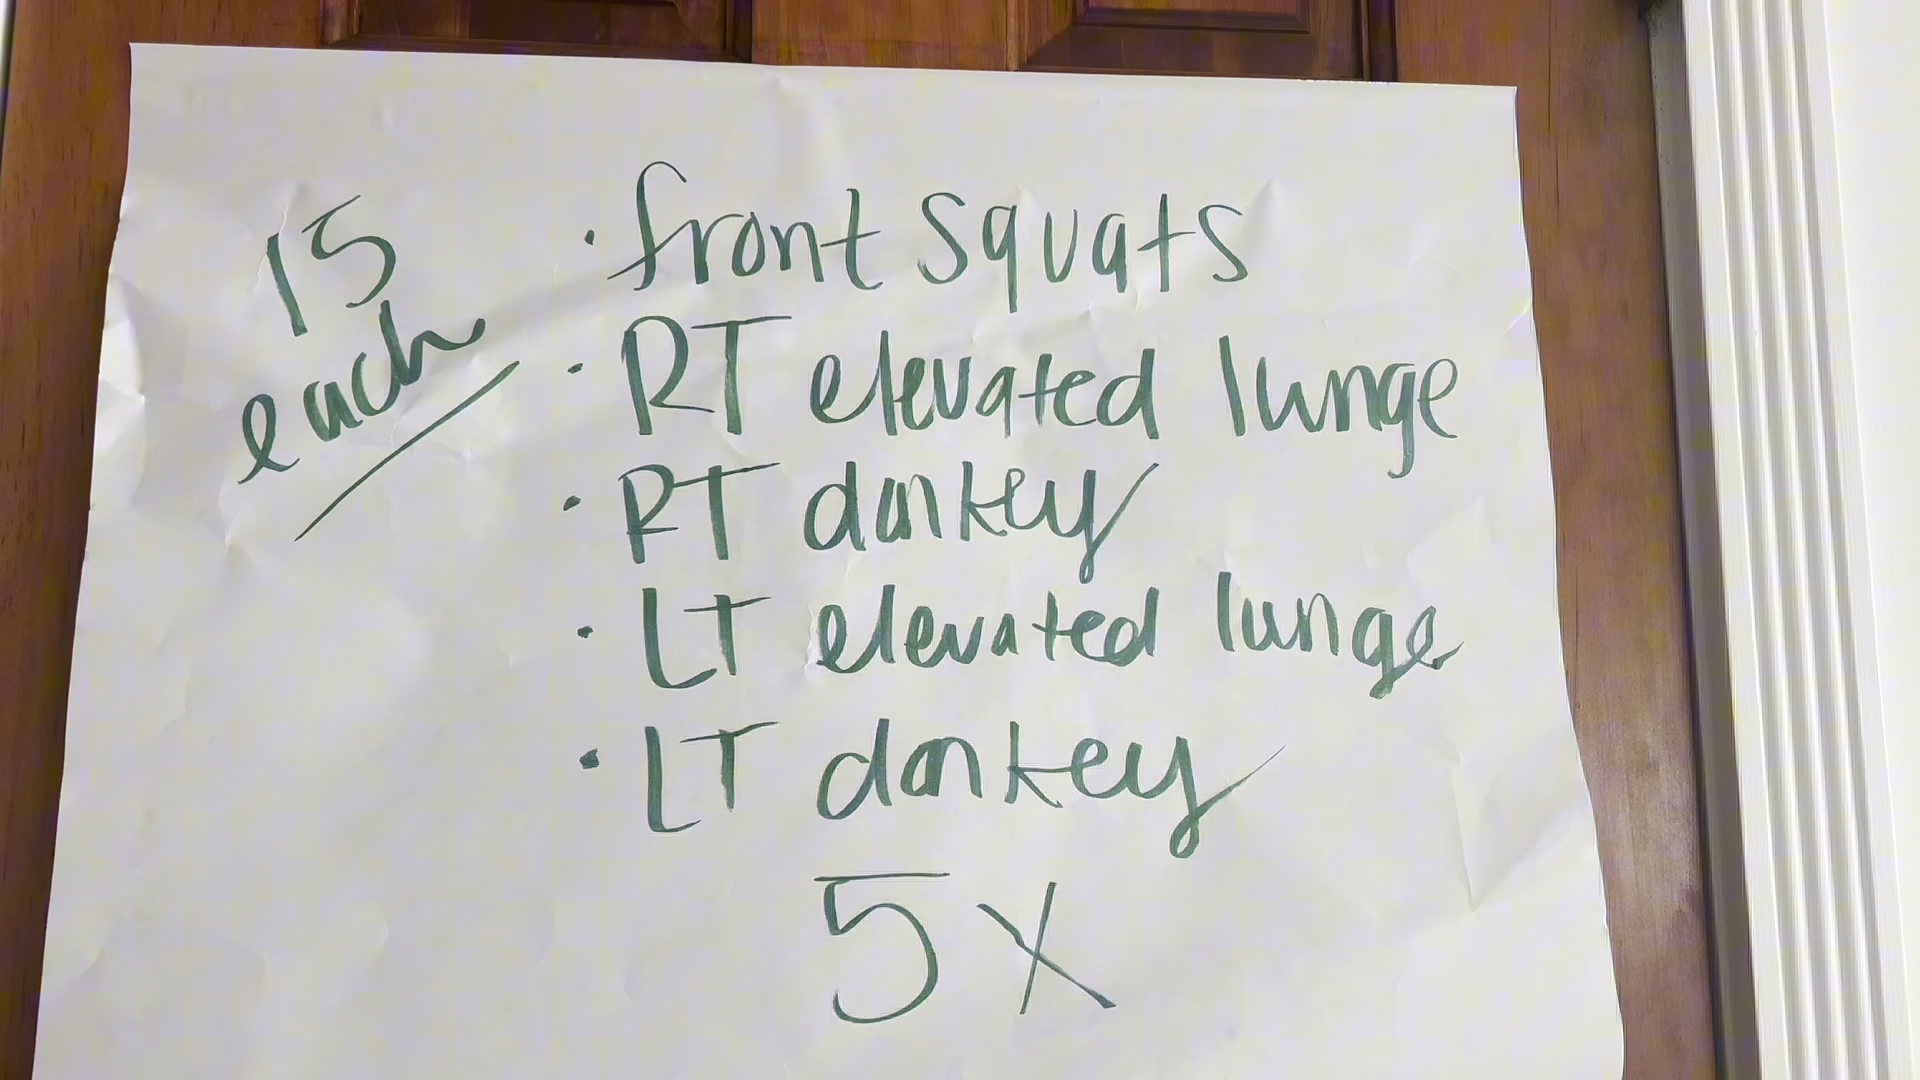 15
each
· front squats
· RT elevated lunge
· RT donkey
· LT elevated lunge
· LT donkey
5X